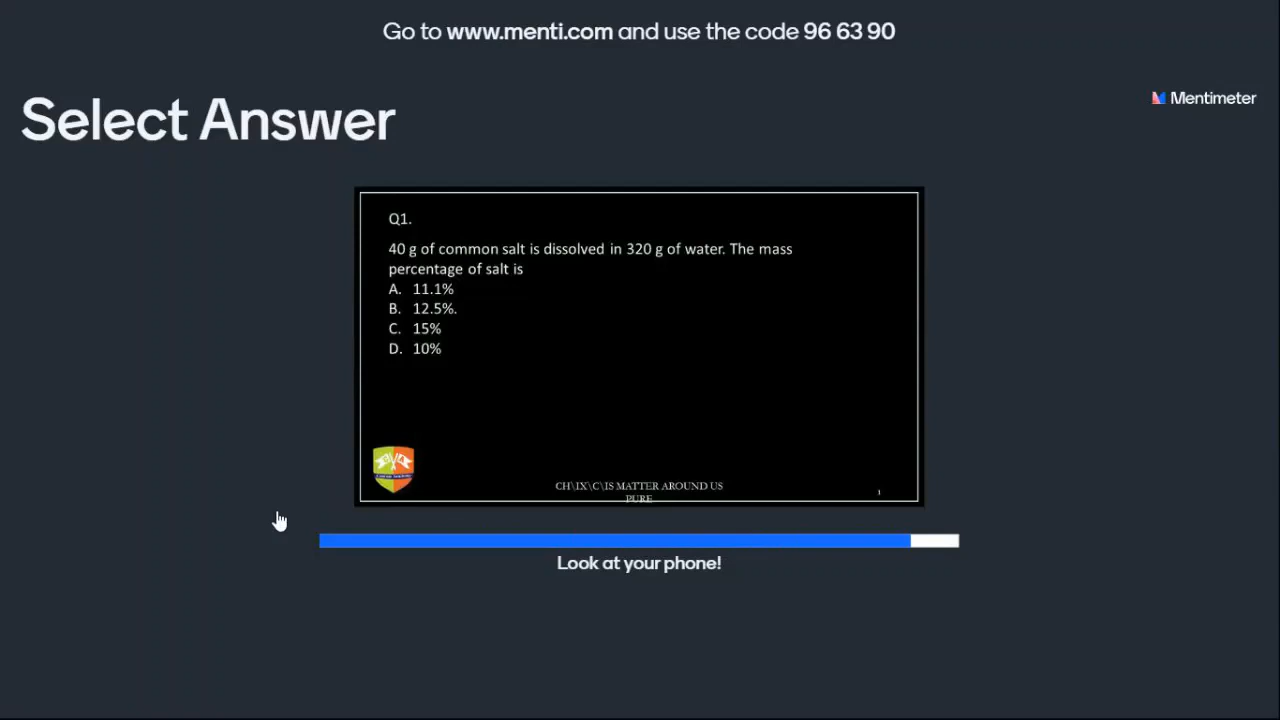 Go to www.menti.com and use the code 96 63 90
Mentimeter
Select Answer
Q1.
40 g of common salt is dissolved in 320 g of water. The mass
percentage of salt is
A. 11.1%
B. 12.5%.
C. 15%
D. 10%
CH\IX\C\IS MATTER AROUND US
PURE
1
Look at your phone!